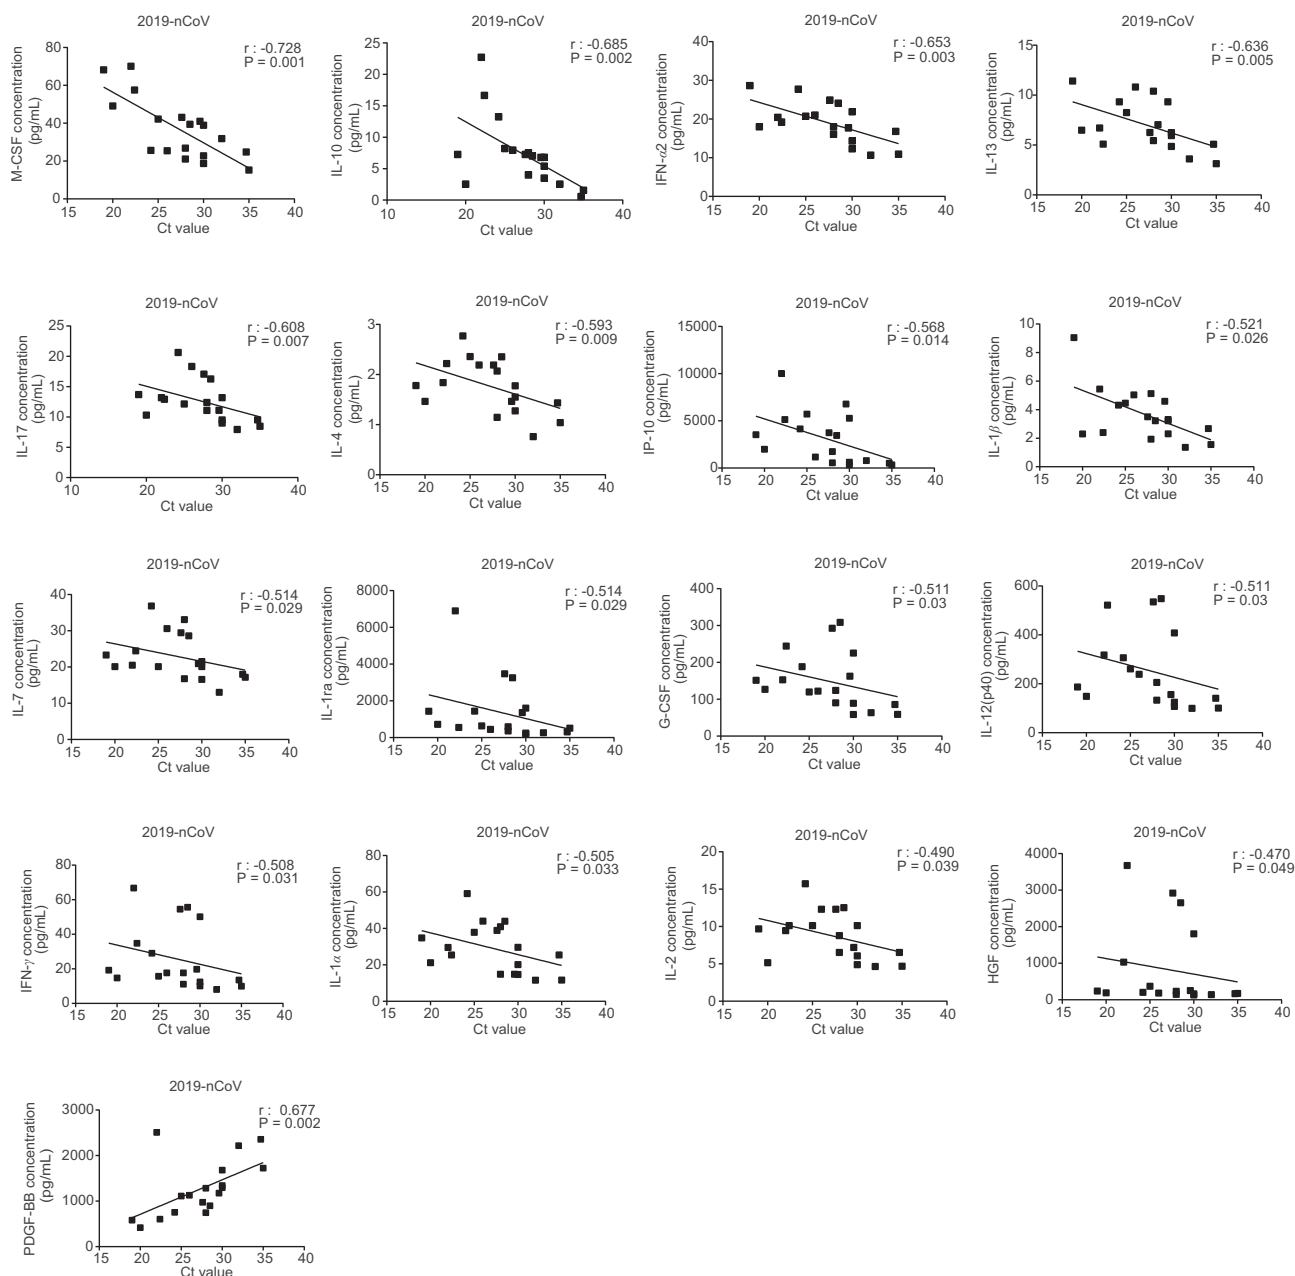 2019-nCoV
r : -0.728
P = 0.001
M-CSF concentration
(pg/mL)
80
60
40
20
0
15 20 25 30 35 40
Ct value
2019-nCoV
r : -0.685
P = 0.002
IL-10 concentration
(pg/mL)
25
20
15
10
5
0
10 20 30 40
Ct value
2019-nCoV
r : -0.653
P = 0.003
IFN-α2 concentration
(pg/mL)
40
30
20
10
0
15 20 25 30 35 40
Ct value
2019-nCoV
r : -0.636
P = 0.005
IL-13 concentration
(pg/mL)
15
10
5
0
15 20 25 30 35 40
Ct value
2019-nCoV
r : -0.608
P = 0.007
IL-17 concentration
(pg/mL)
25
20
15
10
5
0
10 20 30 40
Ct value
2019-nCoV
r : -0.593
P = 0.009
IL-4 concentration
(pg/mL)
3
2
1
0
15 20 25 30 35 40
Ct value
2019-nCoV
r : -0.568
P = 0.014
IP-10 concentration
(pg/mL)
15000
10000
5000
0
15 20 25 30 35 40
Ct value
2019-nCoV
r : -0.521
P = 0.026
IL-1β concentration
(pg/mL)
10
8
6
4
2
0
15 20 25 30 35 40
Ct value
2019-nCoV
r : -0.514
P = 0.029
IL-7 concentration
(pg/mL)
40
30
20
10
0
15 20 25 30 35 40
Ct value
2019-nCoV
r : -0.514
P = 0.029
IL-1ra concentration
(pg/mL)
8000
6000
4000
2000
0
15 20 25 30 35 40
Ct value
2019-nCoV
r : -0.511
P = 0.03
G-CSF concentration
(pg/mL)
400
300
200
100
0
15 20 25 30 35 40
Ct value
2019-nCoV
r : -0.511
P = 0.03
IL-12(p40) concentration
(pg/mL)
600
400
200
0
15 20 25 30 35 40
Ct value
2019-nCoV
r : -0.508
P = 0.031
IFN-γ concentration
(pg/mL)
80
60
40
20
0
15 20 25 30 35 40
Ct value
2019-nCoV
r : -0.505
P = 0.033
IL-1α concentration
(pg/mL)
80
60
40
20
0
15 20 25 30 35 40
Ct value
2019-nCoV
r : -0.490
P = 0.039
IL-2 concentration
(pg/mL)
20
15
10
5
0
15 20 25 30 35 40
Ct value
2019-nCoV
r : -0.470
P = 0.049
HGF concentration
(pg/mL)
4000
3000
2000
1000
0
15 20 25 30 35 40
Ct value
2019-nCoV
r : 0.677
P = 0.002
PDGF-BB concentration
(pg/mL)
3000
2000
1000
0
15 20 25 30 35 40
Ct value